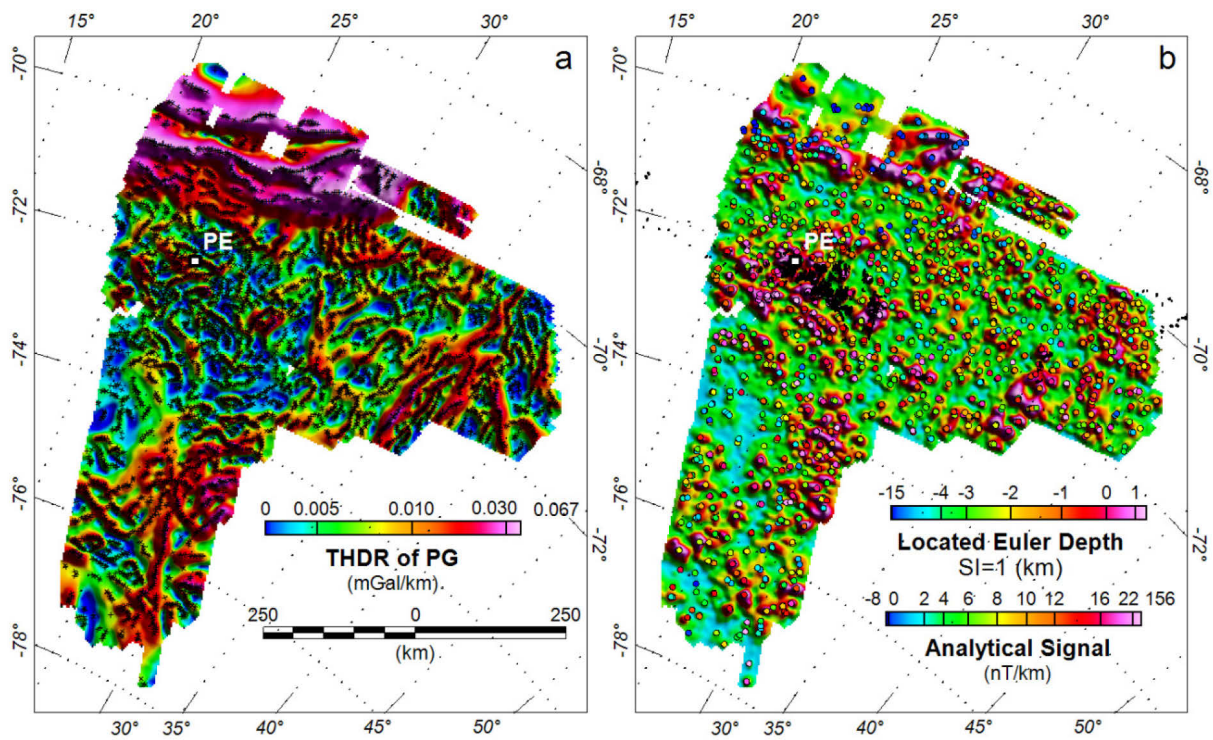 15° 20° 25° 30° 15° 20° 25° 30°
a b
-70° -70°
-68° -68°
-72° -72°
PE PE
-74° -74°
-70° -70°
0 0.005 0.010 0.030 0.067
THDR of PG
(mGal/km)
250 0 250
(km)
-15 -4 -3 -2 -1 0 1
Located Euler Depth
SI=1 (km)
-8 0 2 4 6 8 10 12 16 22 156
Analytical Signal
(nT/km)
-76° -76°
-72° -72°
-78° -78°
30° 35° 40° 45° 50° 30° 35° 40° 45° 50°